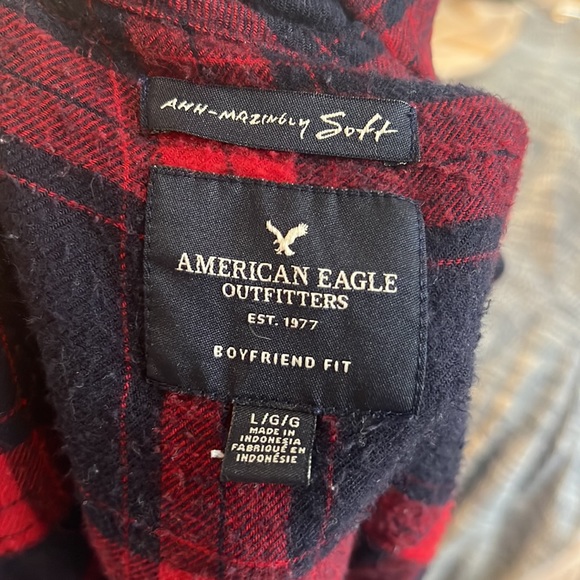 AHH-MAZINGLY Soft
AMERICAN EAGLE
OUTFITTERS
EST. 1977
BOYFRIEND FIT
L/G/G
MADE IN
INDONESIA
FABRIQUÉ EN
INDONÉSIE